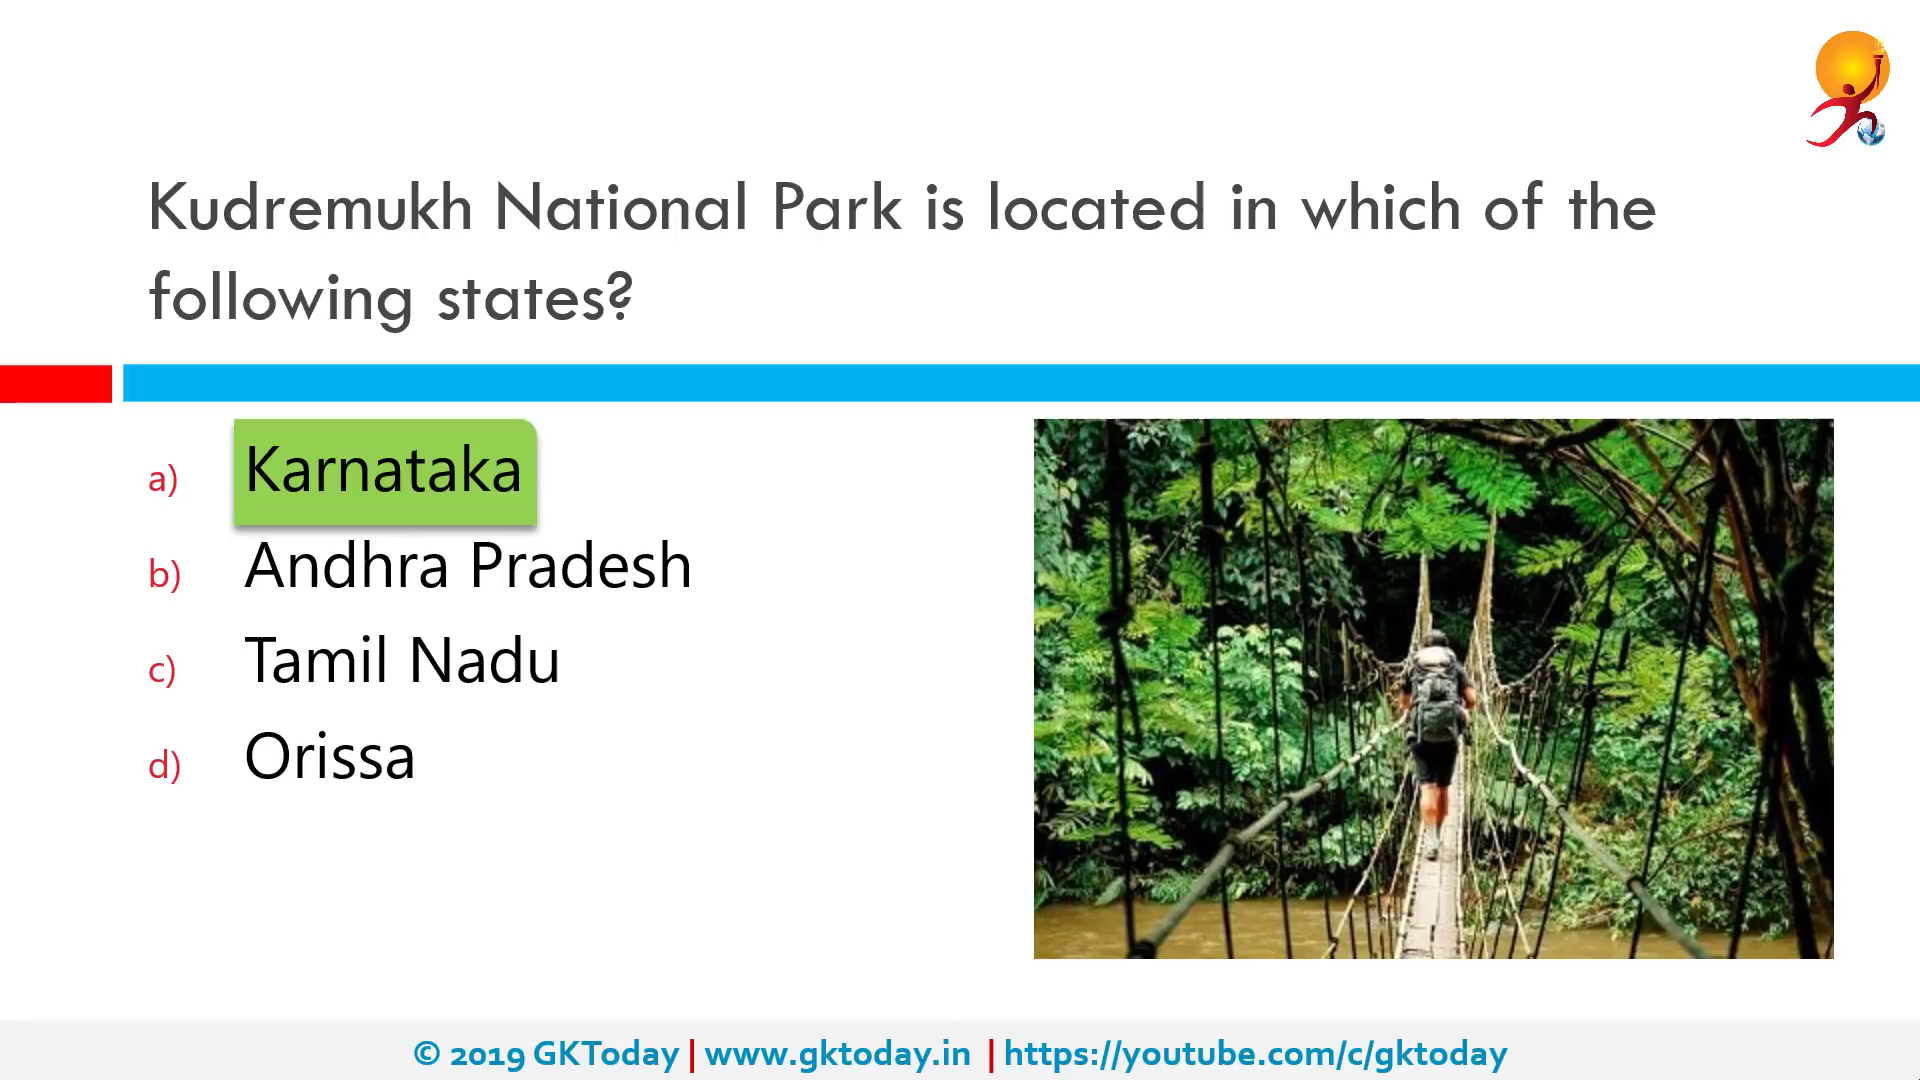 Kudremukh National Park is located in which of the
following states?
a) Karnataka
b) Andhra Pradesh
c) Tamil Nadu
d) Orissa
© 2019 GKToday | www.gktoday.in | https://youtube.com/c/gktoday